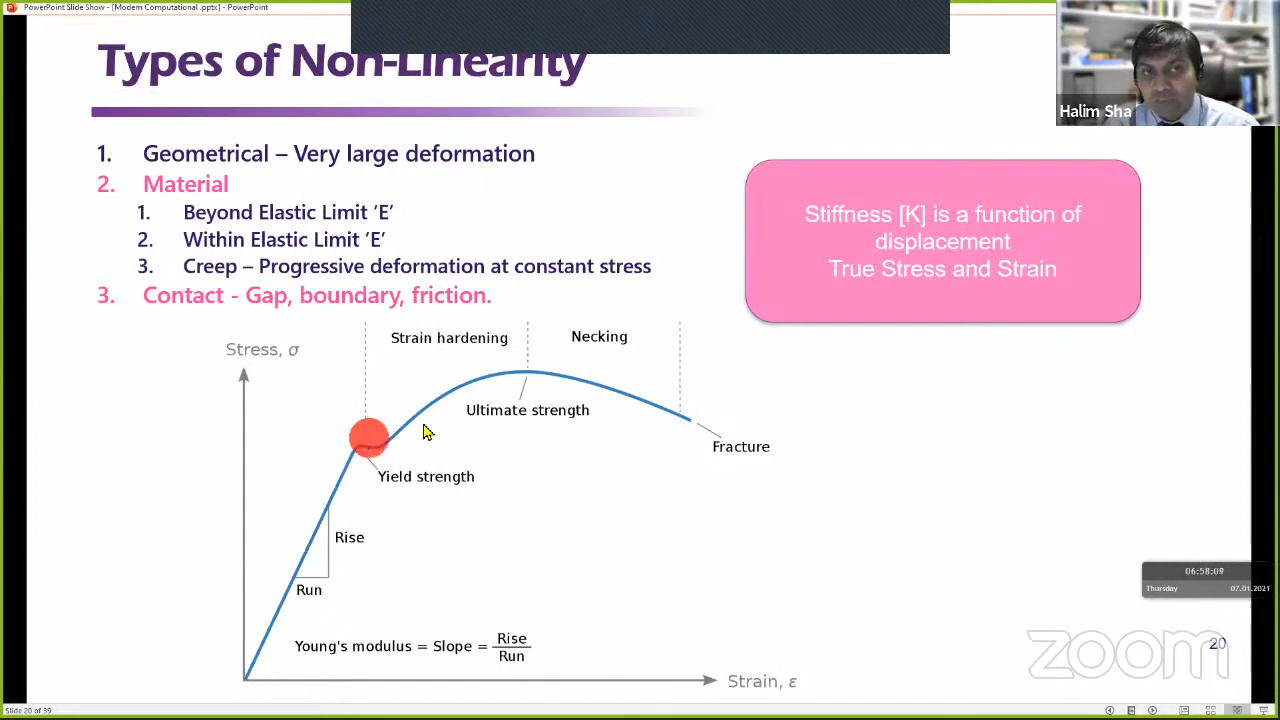 PowerPoint Slide Show - [Modem Computational .pptx] - PowerPoint
Types of Non-Linearity
Halim Sha
1. Geometrical – Very large deformation
2. Material
1. Beyond Elastic Limit ‘E’
2. Within Elastic Limit ‘E’
3. Creep – Progressive deformation at constant stress
3. Contact - Gap, boundary, friction.
Stiffness [K] is a function of
displacement
True Stress and Strain
Stress, σ
Strain hardening
Necking
Ultimate strength
Fracture
Yield strength
Rise
Run
Young's modulus = Slope = Rise
Run
Strain, ε
06:58:09
Thursday 07.01.2021
zoom
20
Slide 20 of 39